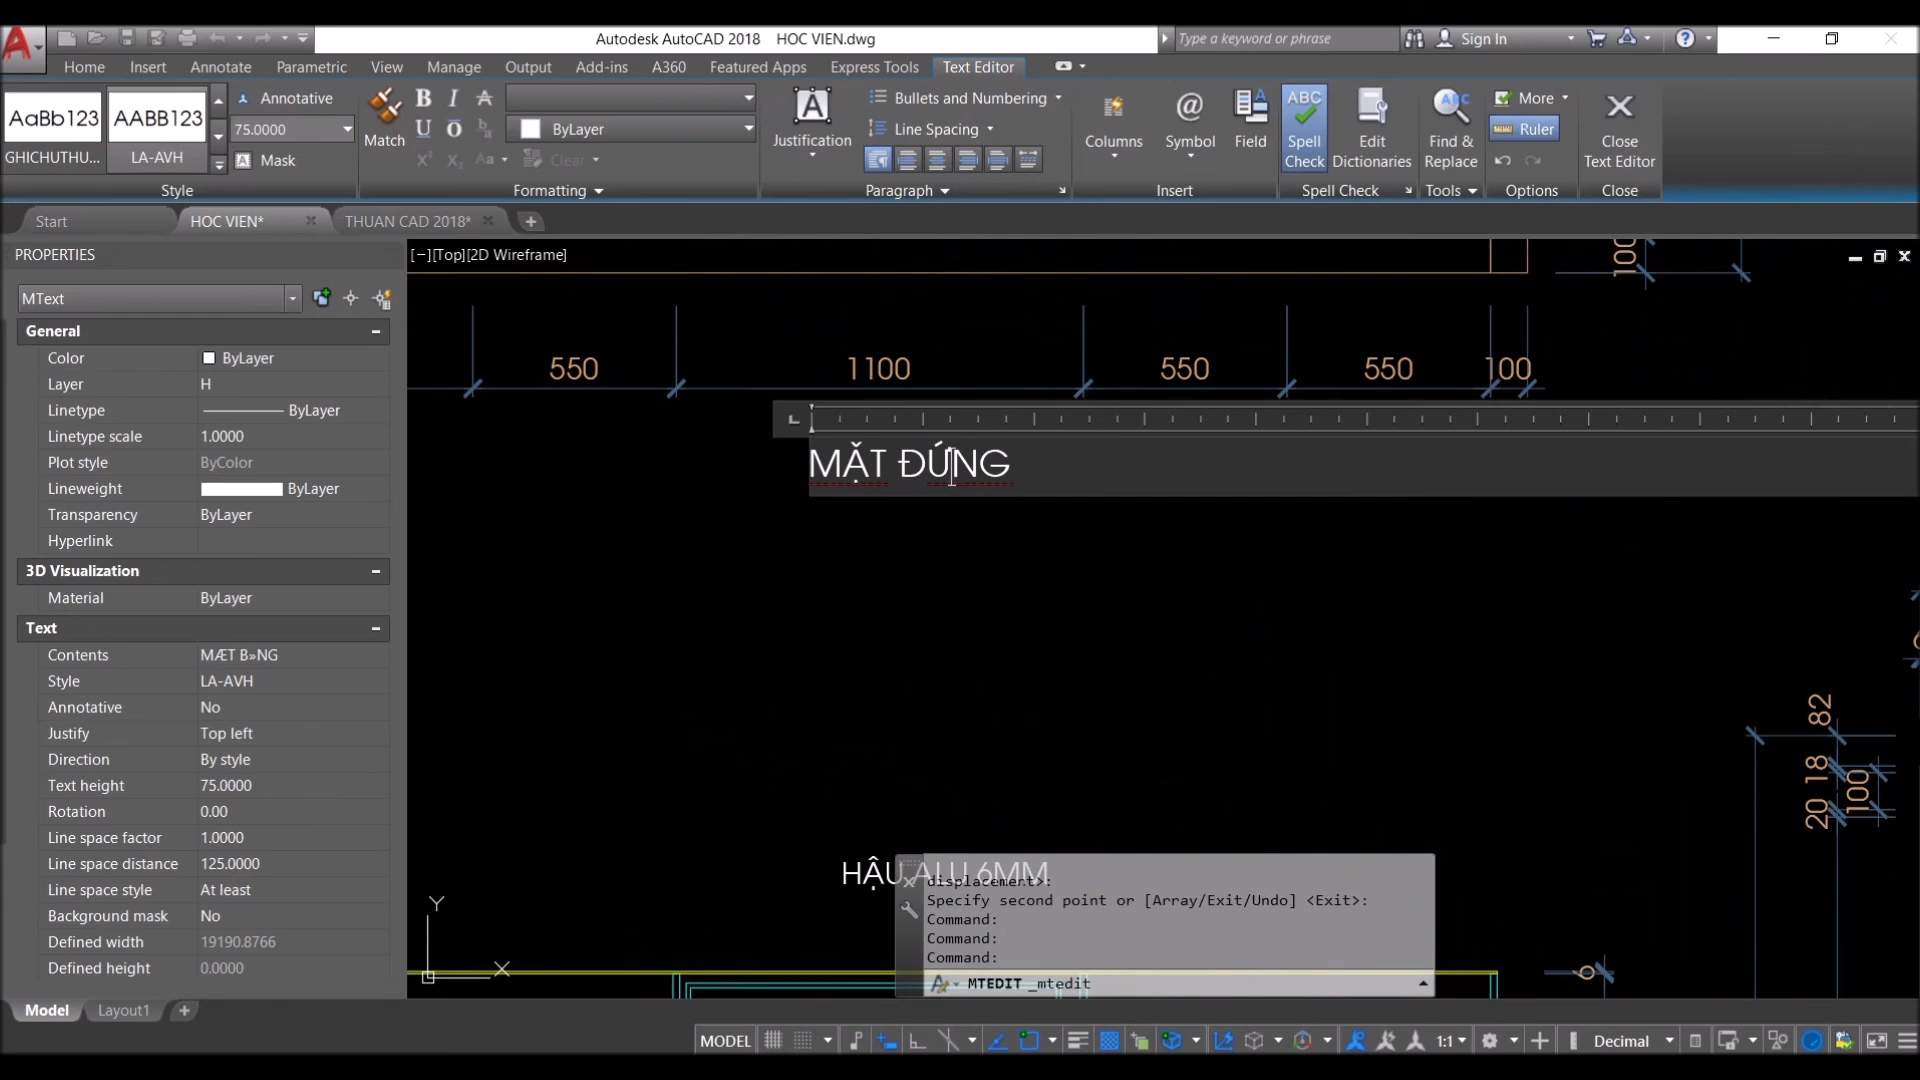 Autodesk AutoCAD 2018 HOC VIEN.dwg
Type a keyword or phrase
Sign In
Home Insert Annotate Parametric View Manage Output Add-ins A360 Featured Apps Express Tools Text Editor
AaBb123 AABB123
GHICHUTHU... LA-AVH
Annotative
75.0000
Mask
Style
Match
ByLayer
Clear
Formatting
Justification
Bullets and Numbering
Line Spacing
Paragraph
Columns
Symbol
Field
Insert
ABC
Spell Check
Edit Dictionaries
Spell Check
Find & Replace
Tools
More
Ruler
Options
Close Text Editor
Close
Start HOC VIEN* THUAN CAD 2018*
PROPERTIES
MText
General
Color ByLayer
Layer H
Linetype ByLayer
Linetype scale 1.0000
Plot style ByColor
Lineweight ByLayer
Transparency ByLayer
Hyperlink
3D Visualization
Material ByLayer
Text
Contents MÆT B»NG
Style LA-AVH
Annotative No
Justify Top left
Direction By style
Text height 75.0000
Rotation 0.00
Line space factor 1.0000
Line space distance 125.0000
Line space style At least
Background mask No
Defined width 19190.8766
Defined height 0.0000
[−][Top][2D Wireframe]
100
550 1100 550 550 100
MẶT ĐÚNG
82
18
20
100
HẬU ALU 6MM
displacement>:
Specify second point or [Array/Exit/Undo] <Exit>:
Command:
Command:
Command:
MTEDIT _mtedit
Y
X
Model Layout1
MODEL 1:1 Decimal